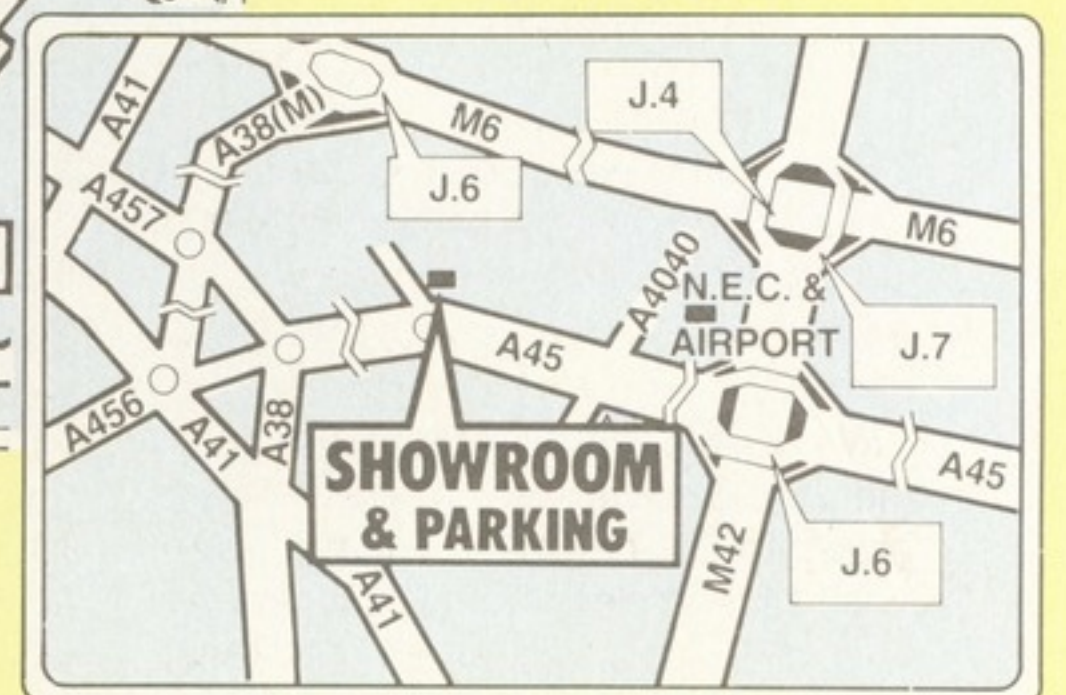 A41
A38(M)
M6
J.4
J.6
A457
M6
A4040
N.E.C. &
AIRPORT
J.7
A45
A456
A41
A38
SHOWROOM
& PARKING
A45
M42
J.6
A41